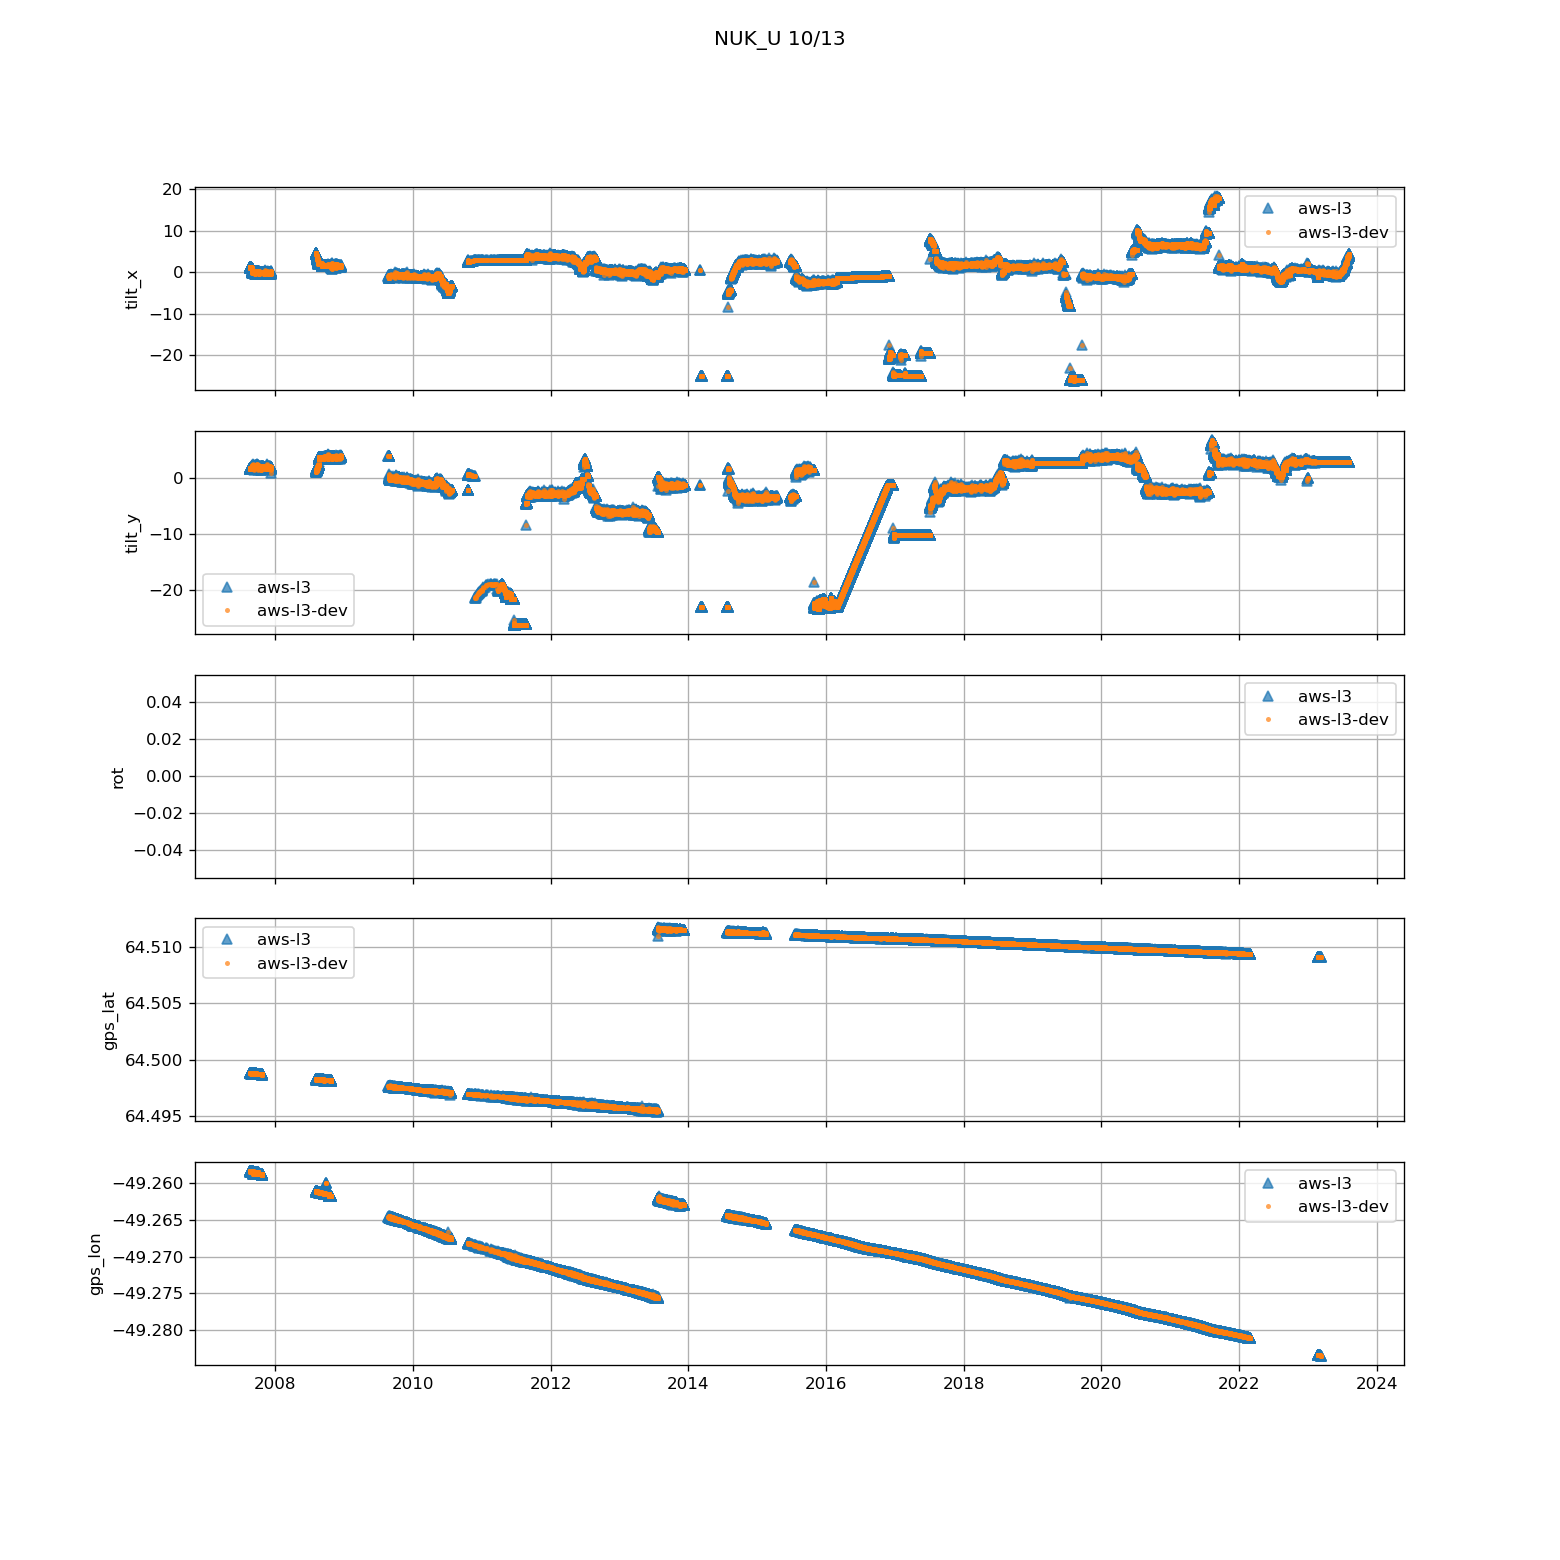 NUK_U 10/13
20
10
0
−10
−20
tilt_x
aws-l3
aws-l3-dev
0
−10
−20
tilt_y
aws-l3
aws-l3-dev
0.04
0.02
0.00
−0.02
−0.04
rot
aws-l3
aws-l3-dev
64.510
64.505
64.500
64.495
gps_lat
aws-l3
aws-l3-dev
−49.260
−49.265
−49.270
−49.275
−49.280
gps_lon
aws-l3
aws-l3-dev
2008 2010 2012 2014 2016 2018 2020 2022 2024